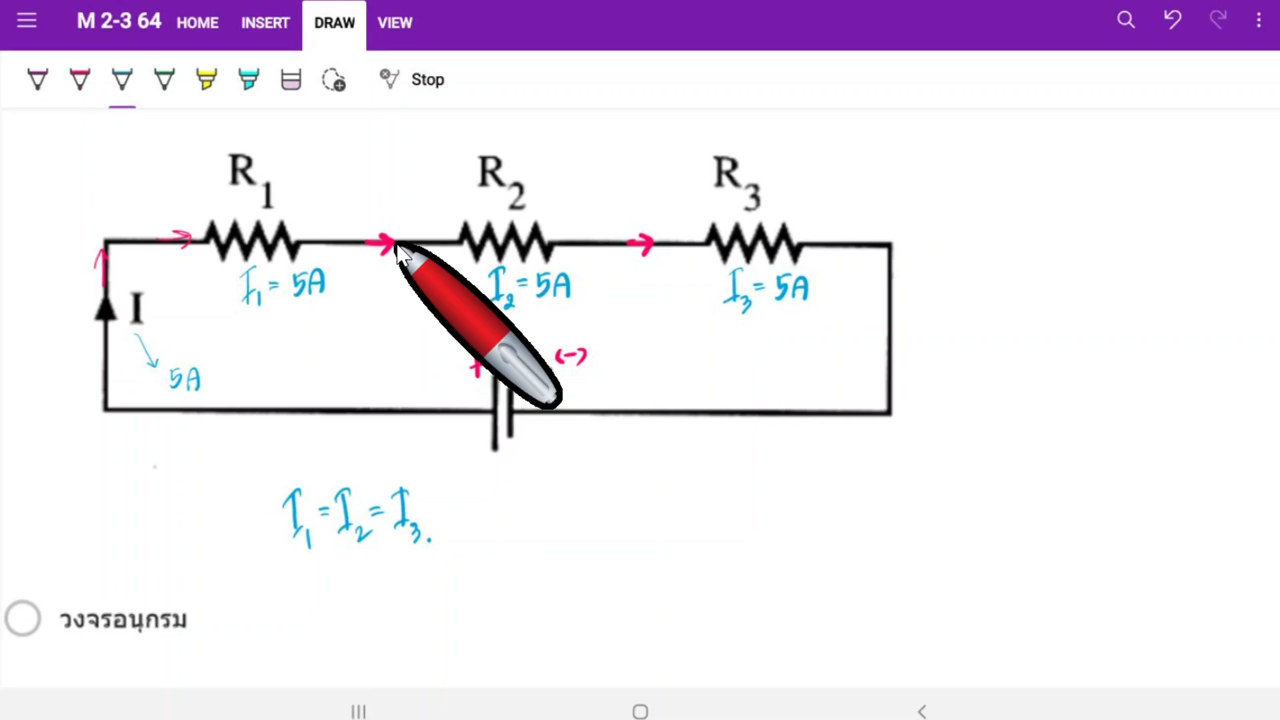 M 2-3 64 HOME INSERT DRAW VIEW
Stop
R1 R2 R3
I1 = 5A I2 = 5A I3 = 5A
I
5A
+ (-)
I1 = I2 = I3.
วงจรอนุกรม